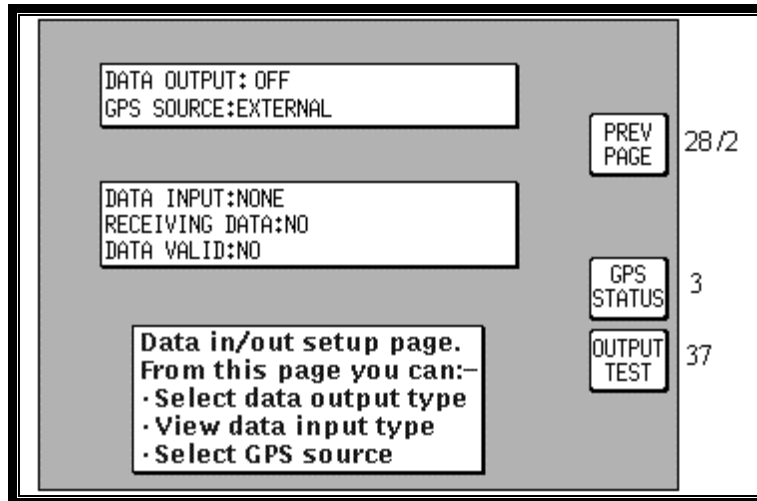 DATA OUTPUT: OFF
GPS SOURCE:EXTERNAL
PREV
PAGE
28/2
DATA INPUT:NONE
RECEIVING DATA:NO
DATA VALID:NO
GPS
STATUS
3
OUTPUT
TEST
37
Data in/out setup page.
From this page you can:–
·Select data output type
·View data input type
·Select GPS source